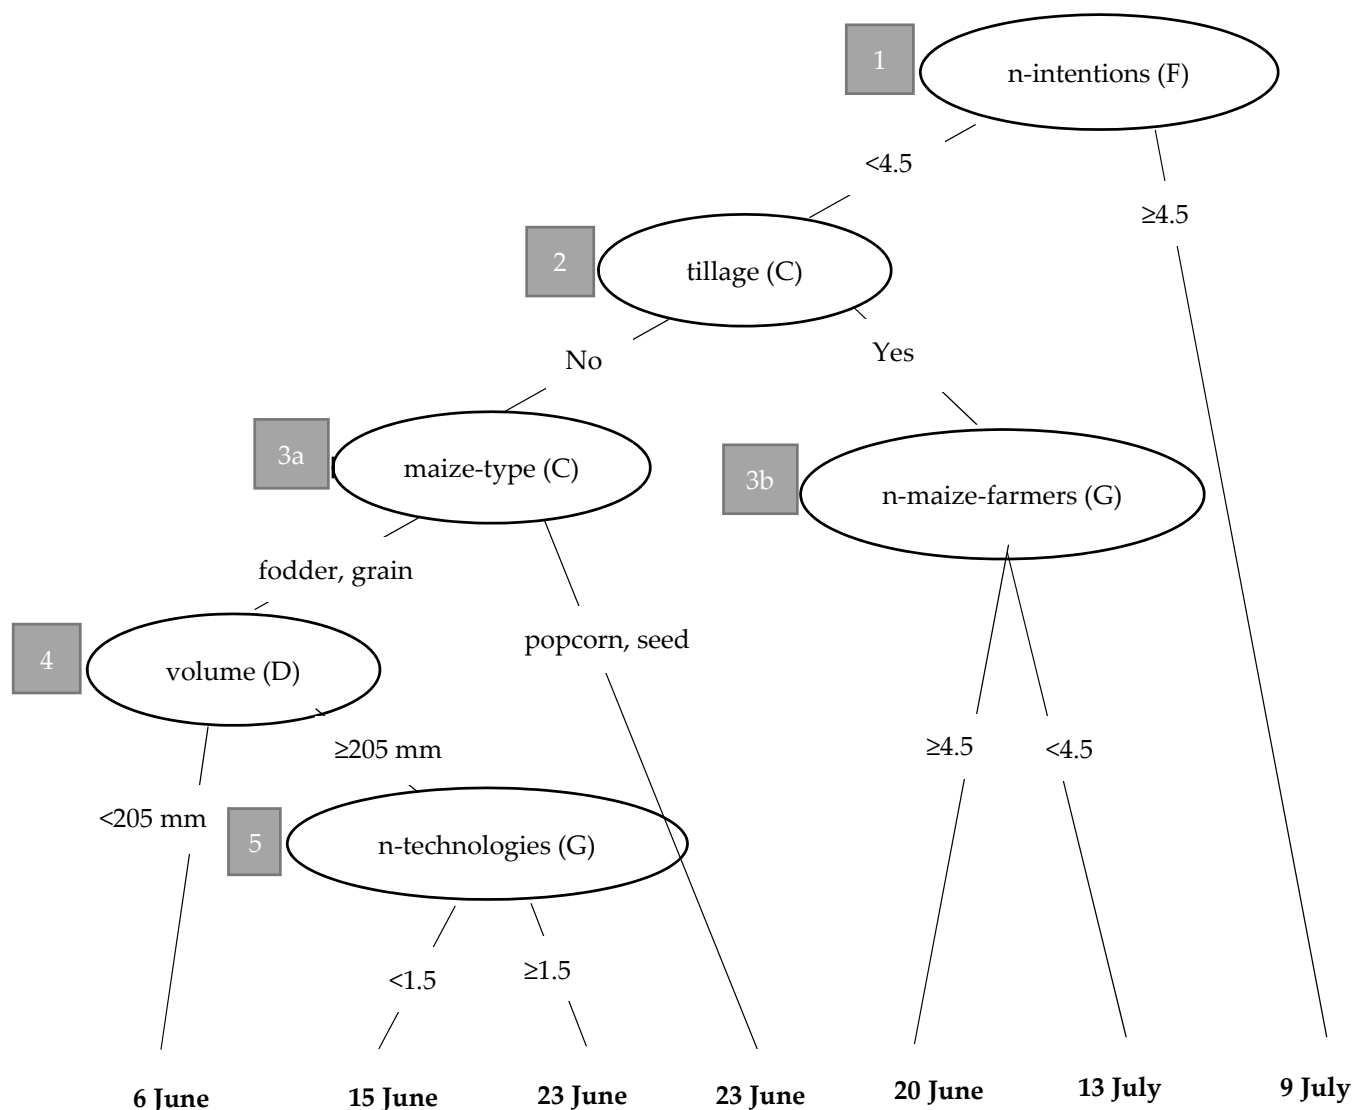 1
n-intentions (F)
<4.5
≥4.5
2
tillage (C)
No
Yes
3a
maize-type (C)
3b
n-maize-farmers (G)
fodder, grain
popcorn, seed
4
volume (D)
≥205 mm
≥4.5
<4.5
<205 mm
5
n-technologies (G)
<1.5
≥1.5
6 June
15 June
23 June
23 June
20 June
13 July
9 July